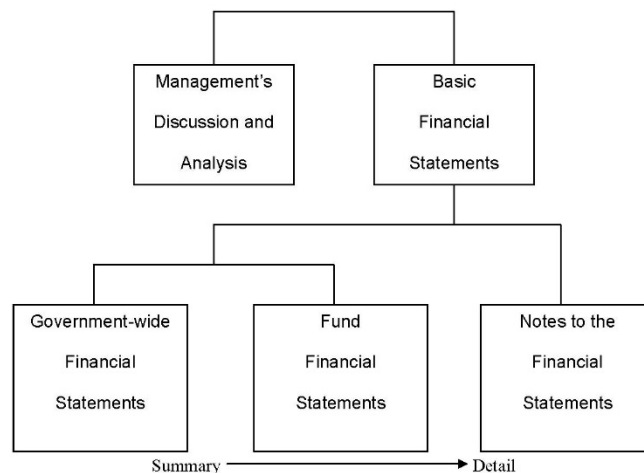 Management's
Discussion and
Analysis
Basic
Financial
Statements
Government-wide
Financial
Statements
Fund
Financial
Statements
Notes to the
Financial
Statements
Summary
Detail